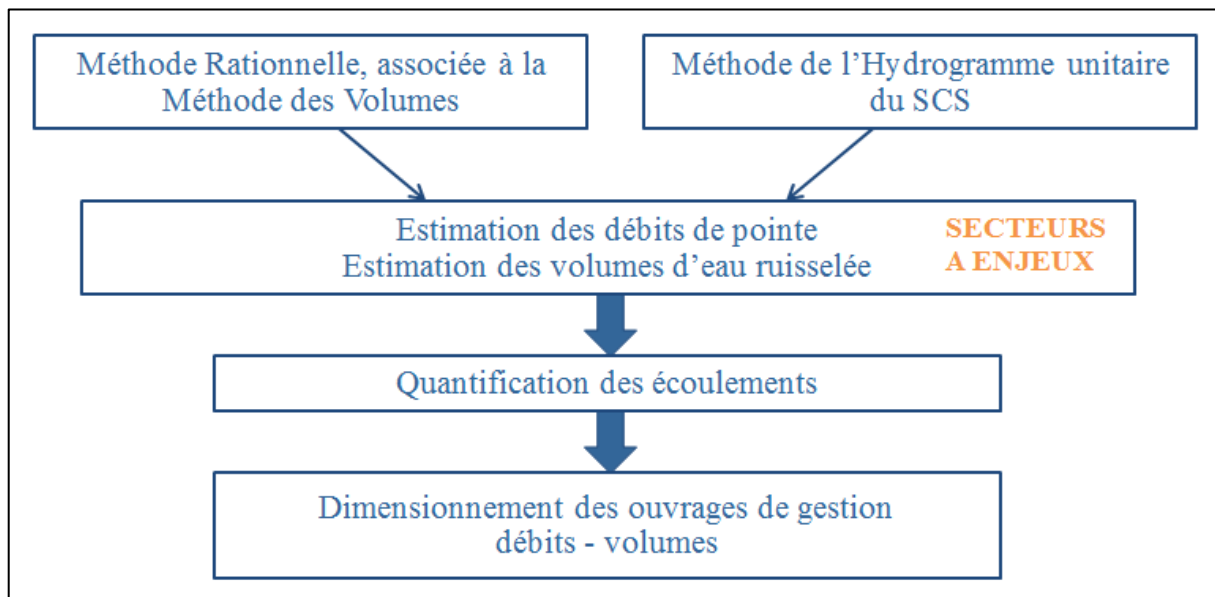 Méthode Rationnelle, associée à la
Méthode des Volumes
Méthode de l'Hydrogramme unitaire
du SCS
Estimation des débits de pointe
Estimation des volumes d'eau ruisselée
SECTEURS
A ENJEUX
Quantification des écoulements
Dimensionnement des ouvrages de gestion
débits - volumes